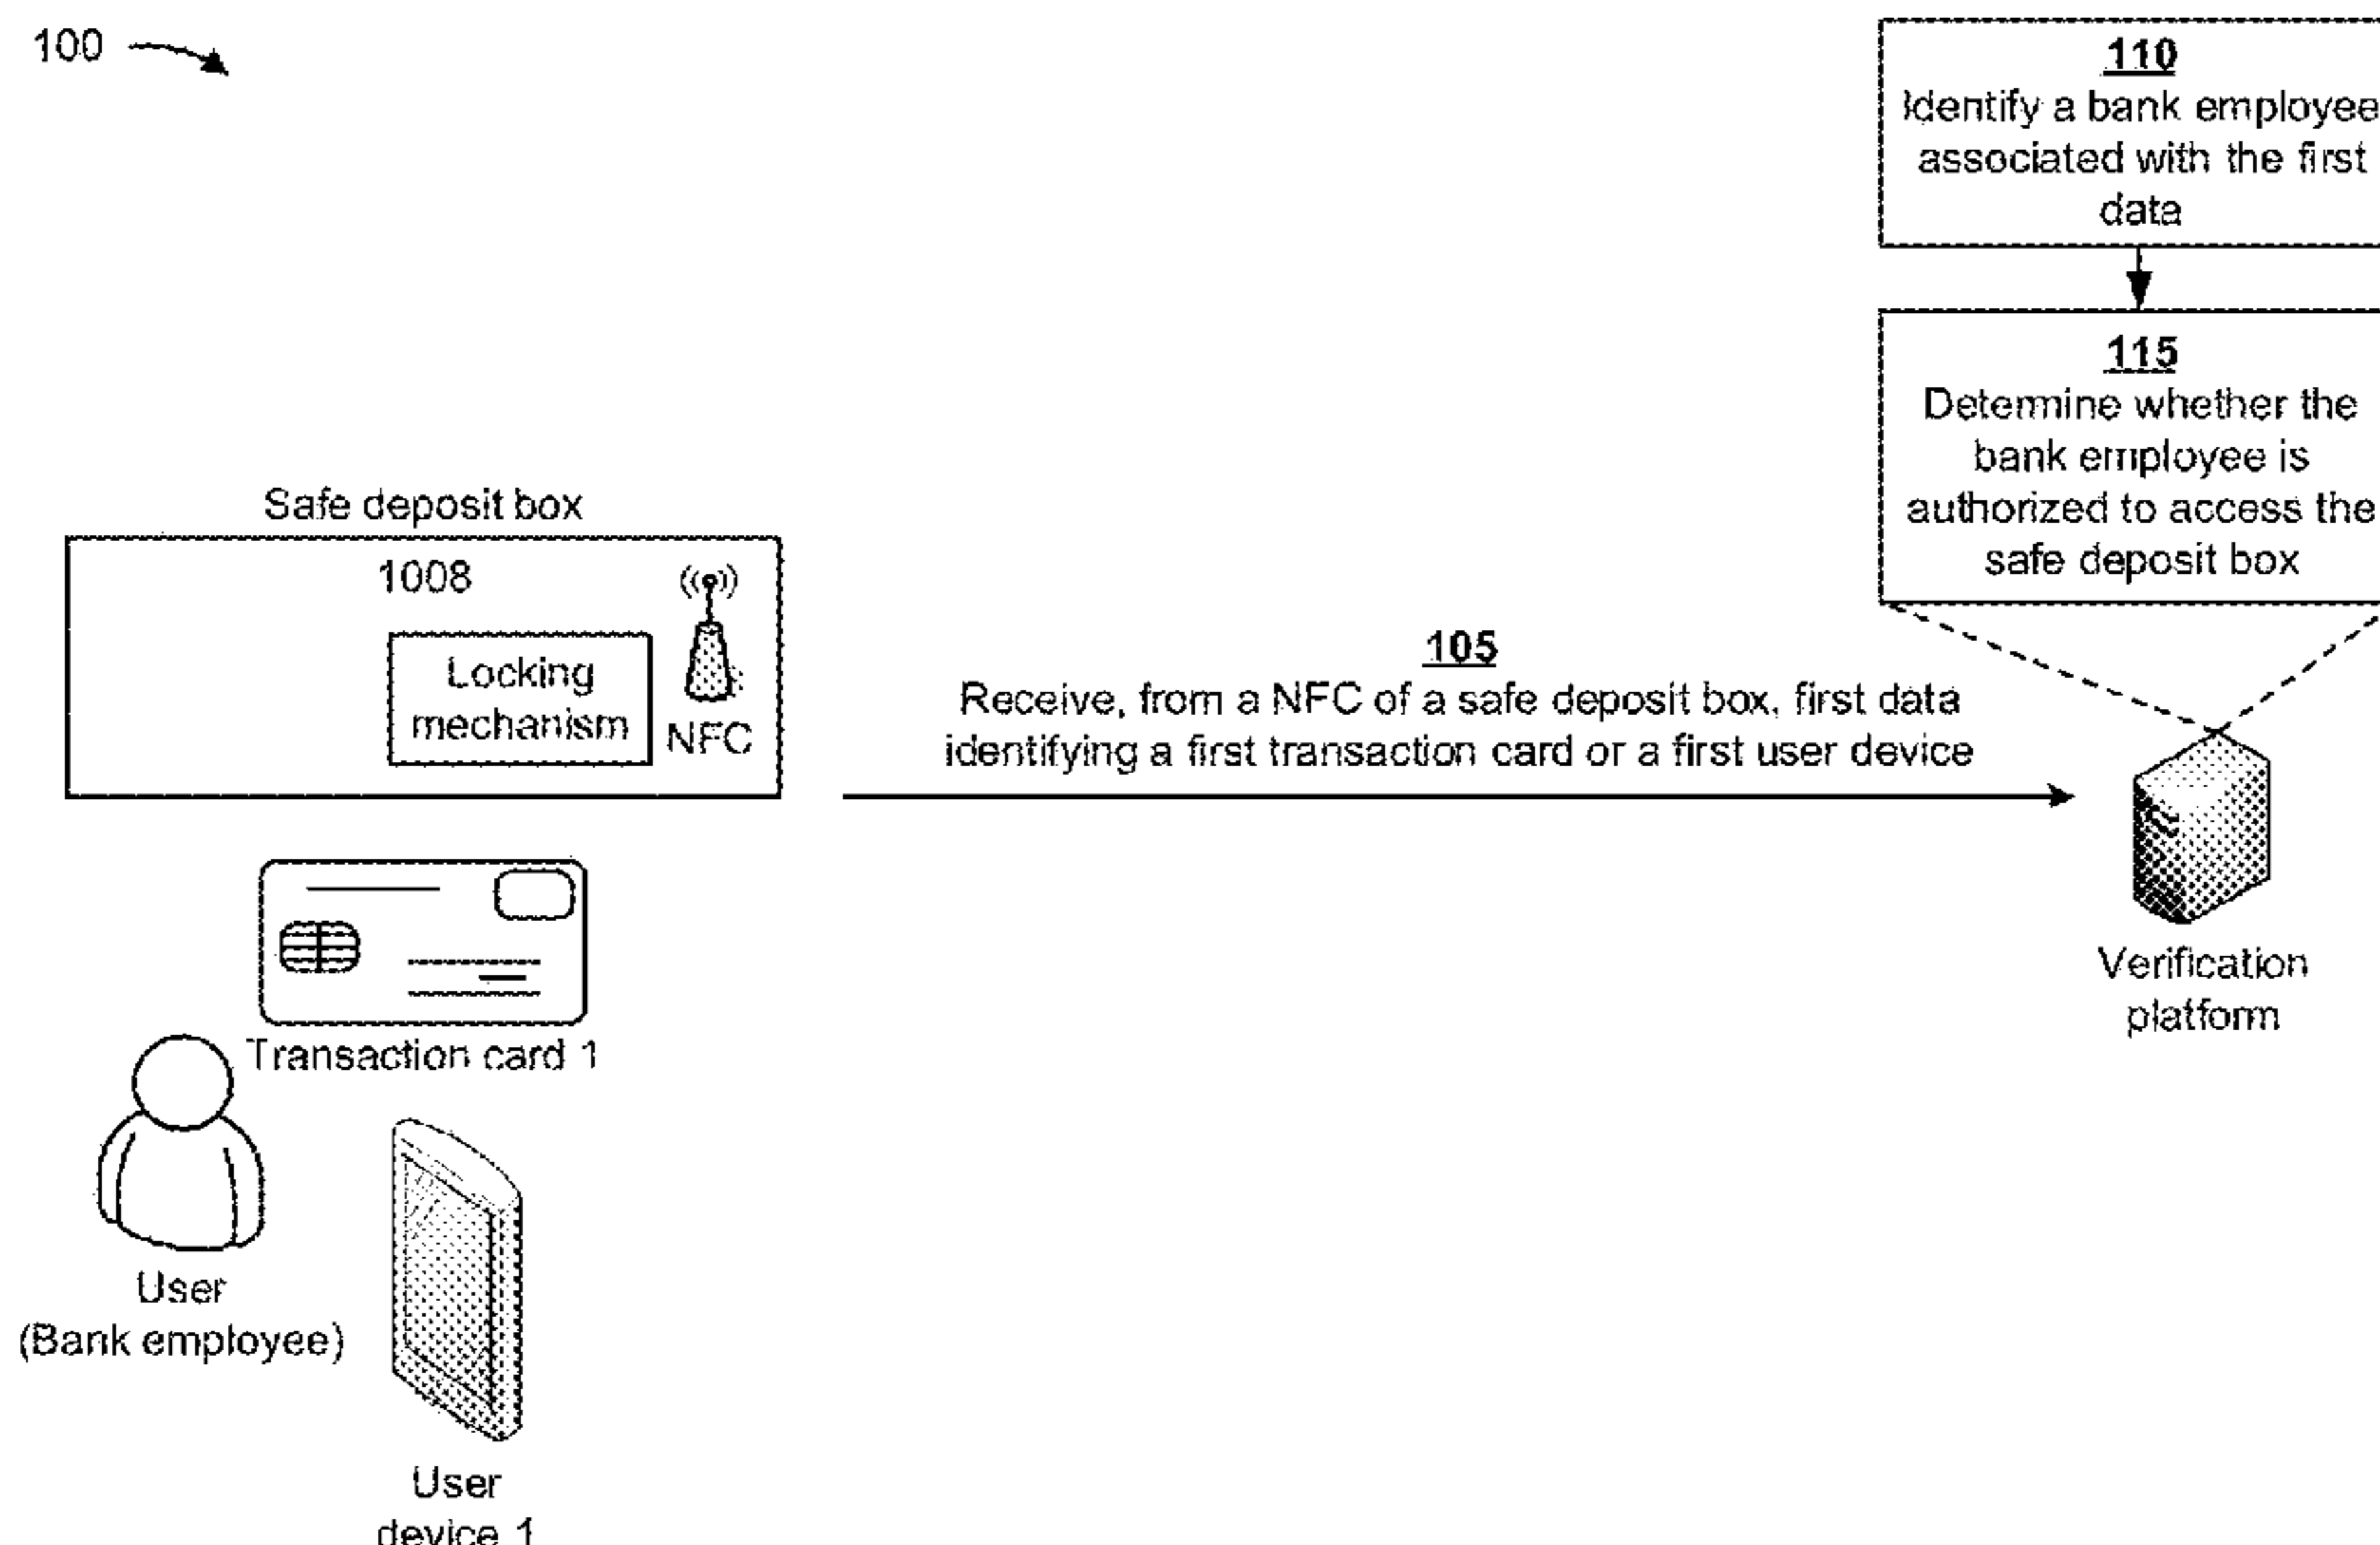 100
110
Identify a bank employee
associated with the first
data
115
Determine whether the
bank employee is
authorized to access the
safe deposit box
Safe deposit box
1008
Locking
mechanism
NFC
105
Receive, from a NFC of a safe deposit box, first data
identifying a first transaction card or a first user device
Verification
platform
Transaction card 1
User
(Bank employee)
User
device 1